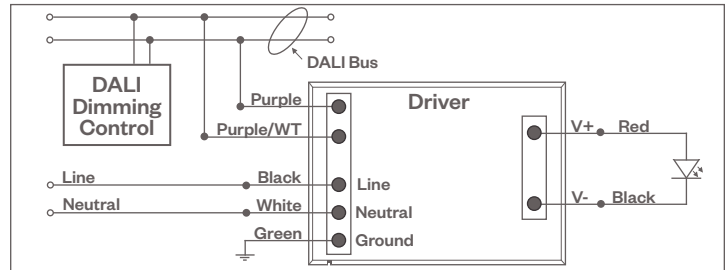 DALI Bus
DALI
Dimming
Control
Driver
Purple
Purple/WT
V+ Red
Line Black Line
V- Black
Neutral White Neutral
Green Ground